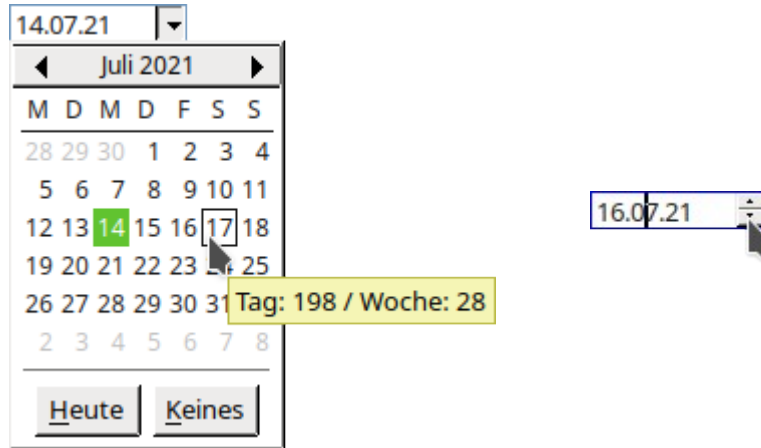 14.07.21
Juli 2021
M D M D F S S
28 29 30 1 2 3 4
5 6 7 8 9 10 11
12 13 14 15 16 17 18
16.07.21
19 20 21 22 23 24 25
26 27 28 29 30 31
Tag: 198 / Woche: 28
2 3 4 5 6 7 8
Heute Keines